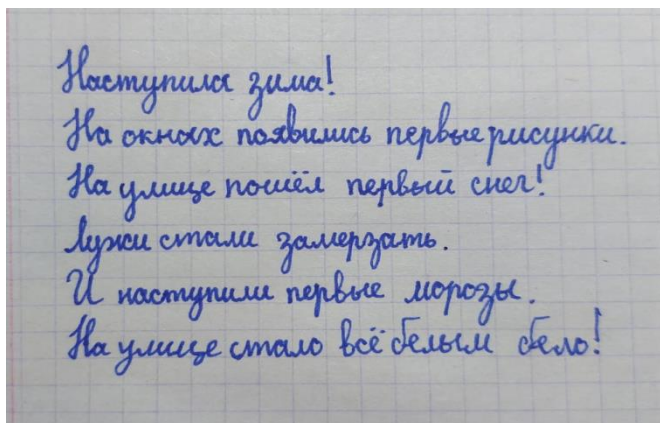 Наступила зима!
На окнах появились первые рисунки.
На улице пошёл первый снег!
Лужи стали замерзать.
И наступили первые морозы.
На улице стало всё белым бело!